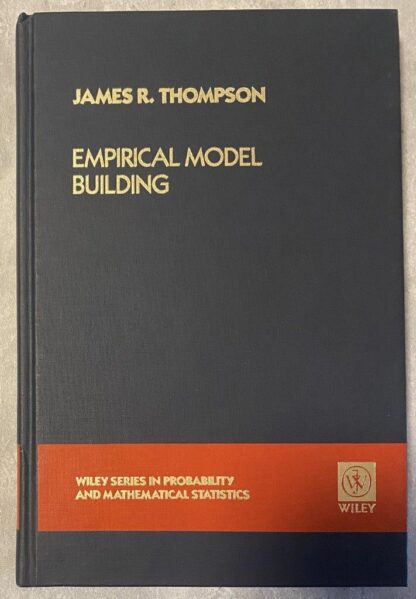 JAMES R. THOMPSON
EMPIRICAL MODEL
BUILDING
WILEY SERIES IN PROBABILITY
AND MATHEMATICAL STATISTICS
WILEY